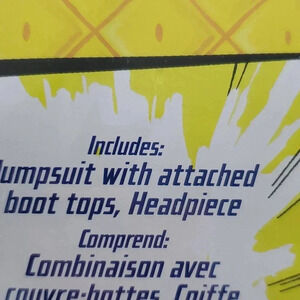 Includes:
Jumpsuit with attached
boot tops, Headpiece
Comprend:
Combinaison avec
couvre-bottes, Coiffe